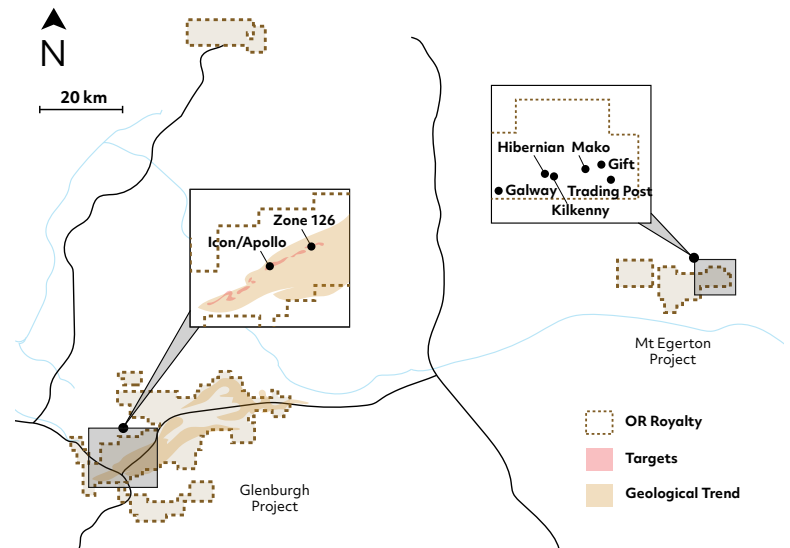 N
20 km
Hibernian
Mako
Gift
Galway
Trading Post
Kilkenny
Zone 126
Icon/Apollo
Mt Egerton
Project
Glenburgh
Project
OR Royalty
Targets
Geological Trend